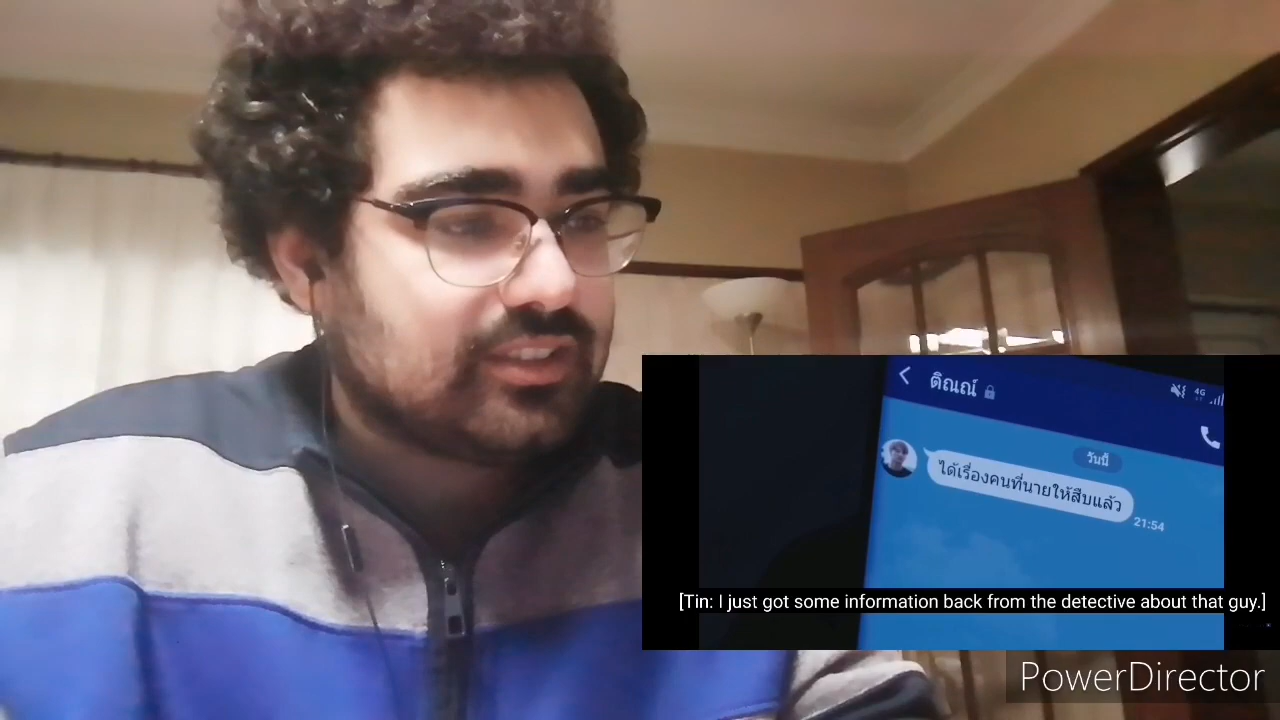 ติณณ์
4G
วันนี้
ได้เรื่องคนที่นายให้สืบแล้ว
21:54
[Tin: I just got some information back from the detective about that guy.]
PowerDirector